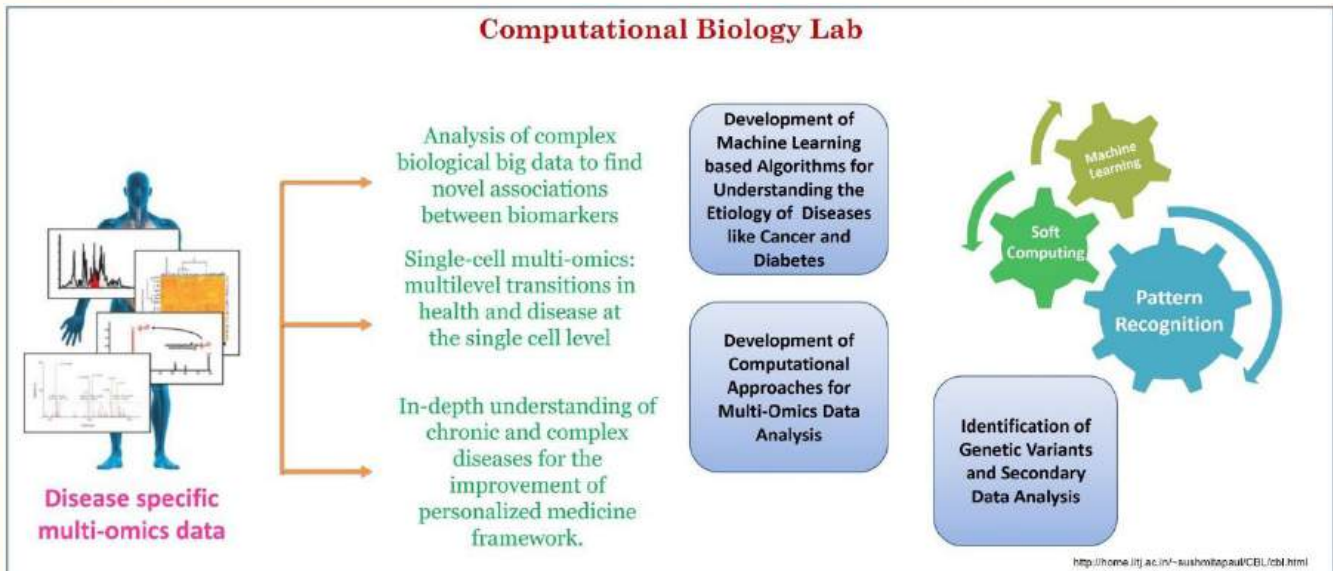 Computational Biology Lab
Analysis of complex
biological big data to find
novel associations
between biomarkers
Single-cell multi-omics:
multilevel transitions in
health and disease at
the single cell level
In-depth understanding of
chronic and complex
diseases for the
improvement of
personalized medicine
framework.
Disease specific
multi-omics data
Development of
Machine Learning
based Algorithms for
Understanding the
Etiology of Diseases
like Cancer and
Diabetes
Development of
Computational
Approaches for
Multi-Omics Data
Analysis
Machine
Learning
Soft
Computing
Pattern
Recognition
Identification of
Genetic Variants
and Secondary
Data Analysis
http://home.iitj.ac.in/~sushmitapaul/CBL/cbl.html